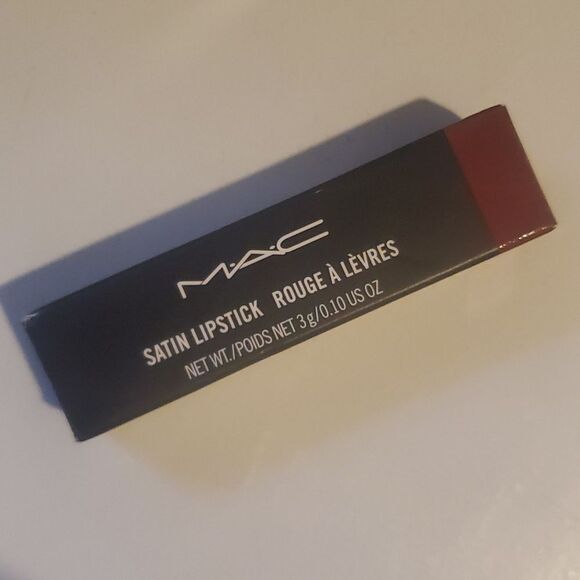 M·A·C
SATIN LIPSTICK ROUGE À LÈVRES
NET WT./POIDS NET 3 g/0.10 US OZ